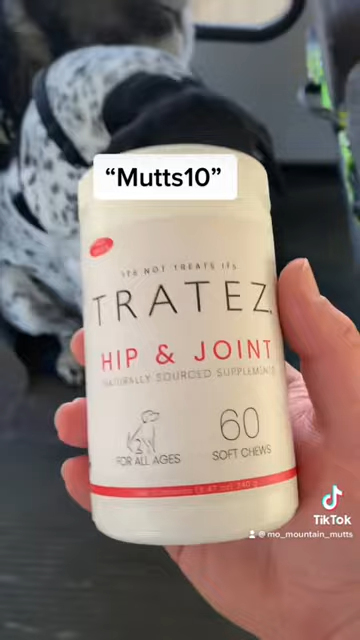 “Mutts10”
TRATEZ
HIP & JOINT
NATURALLY SOURCED SUPPLEMENTS
60
FOR ALL AGES
SOFT CHEWS
TikTok
@mo_mountain_mutts